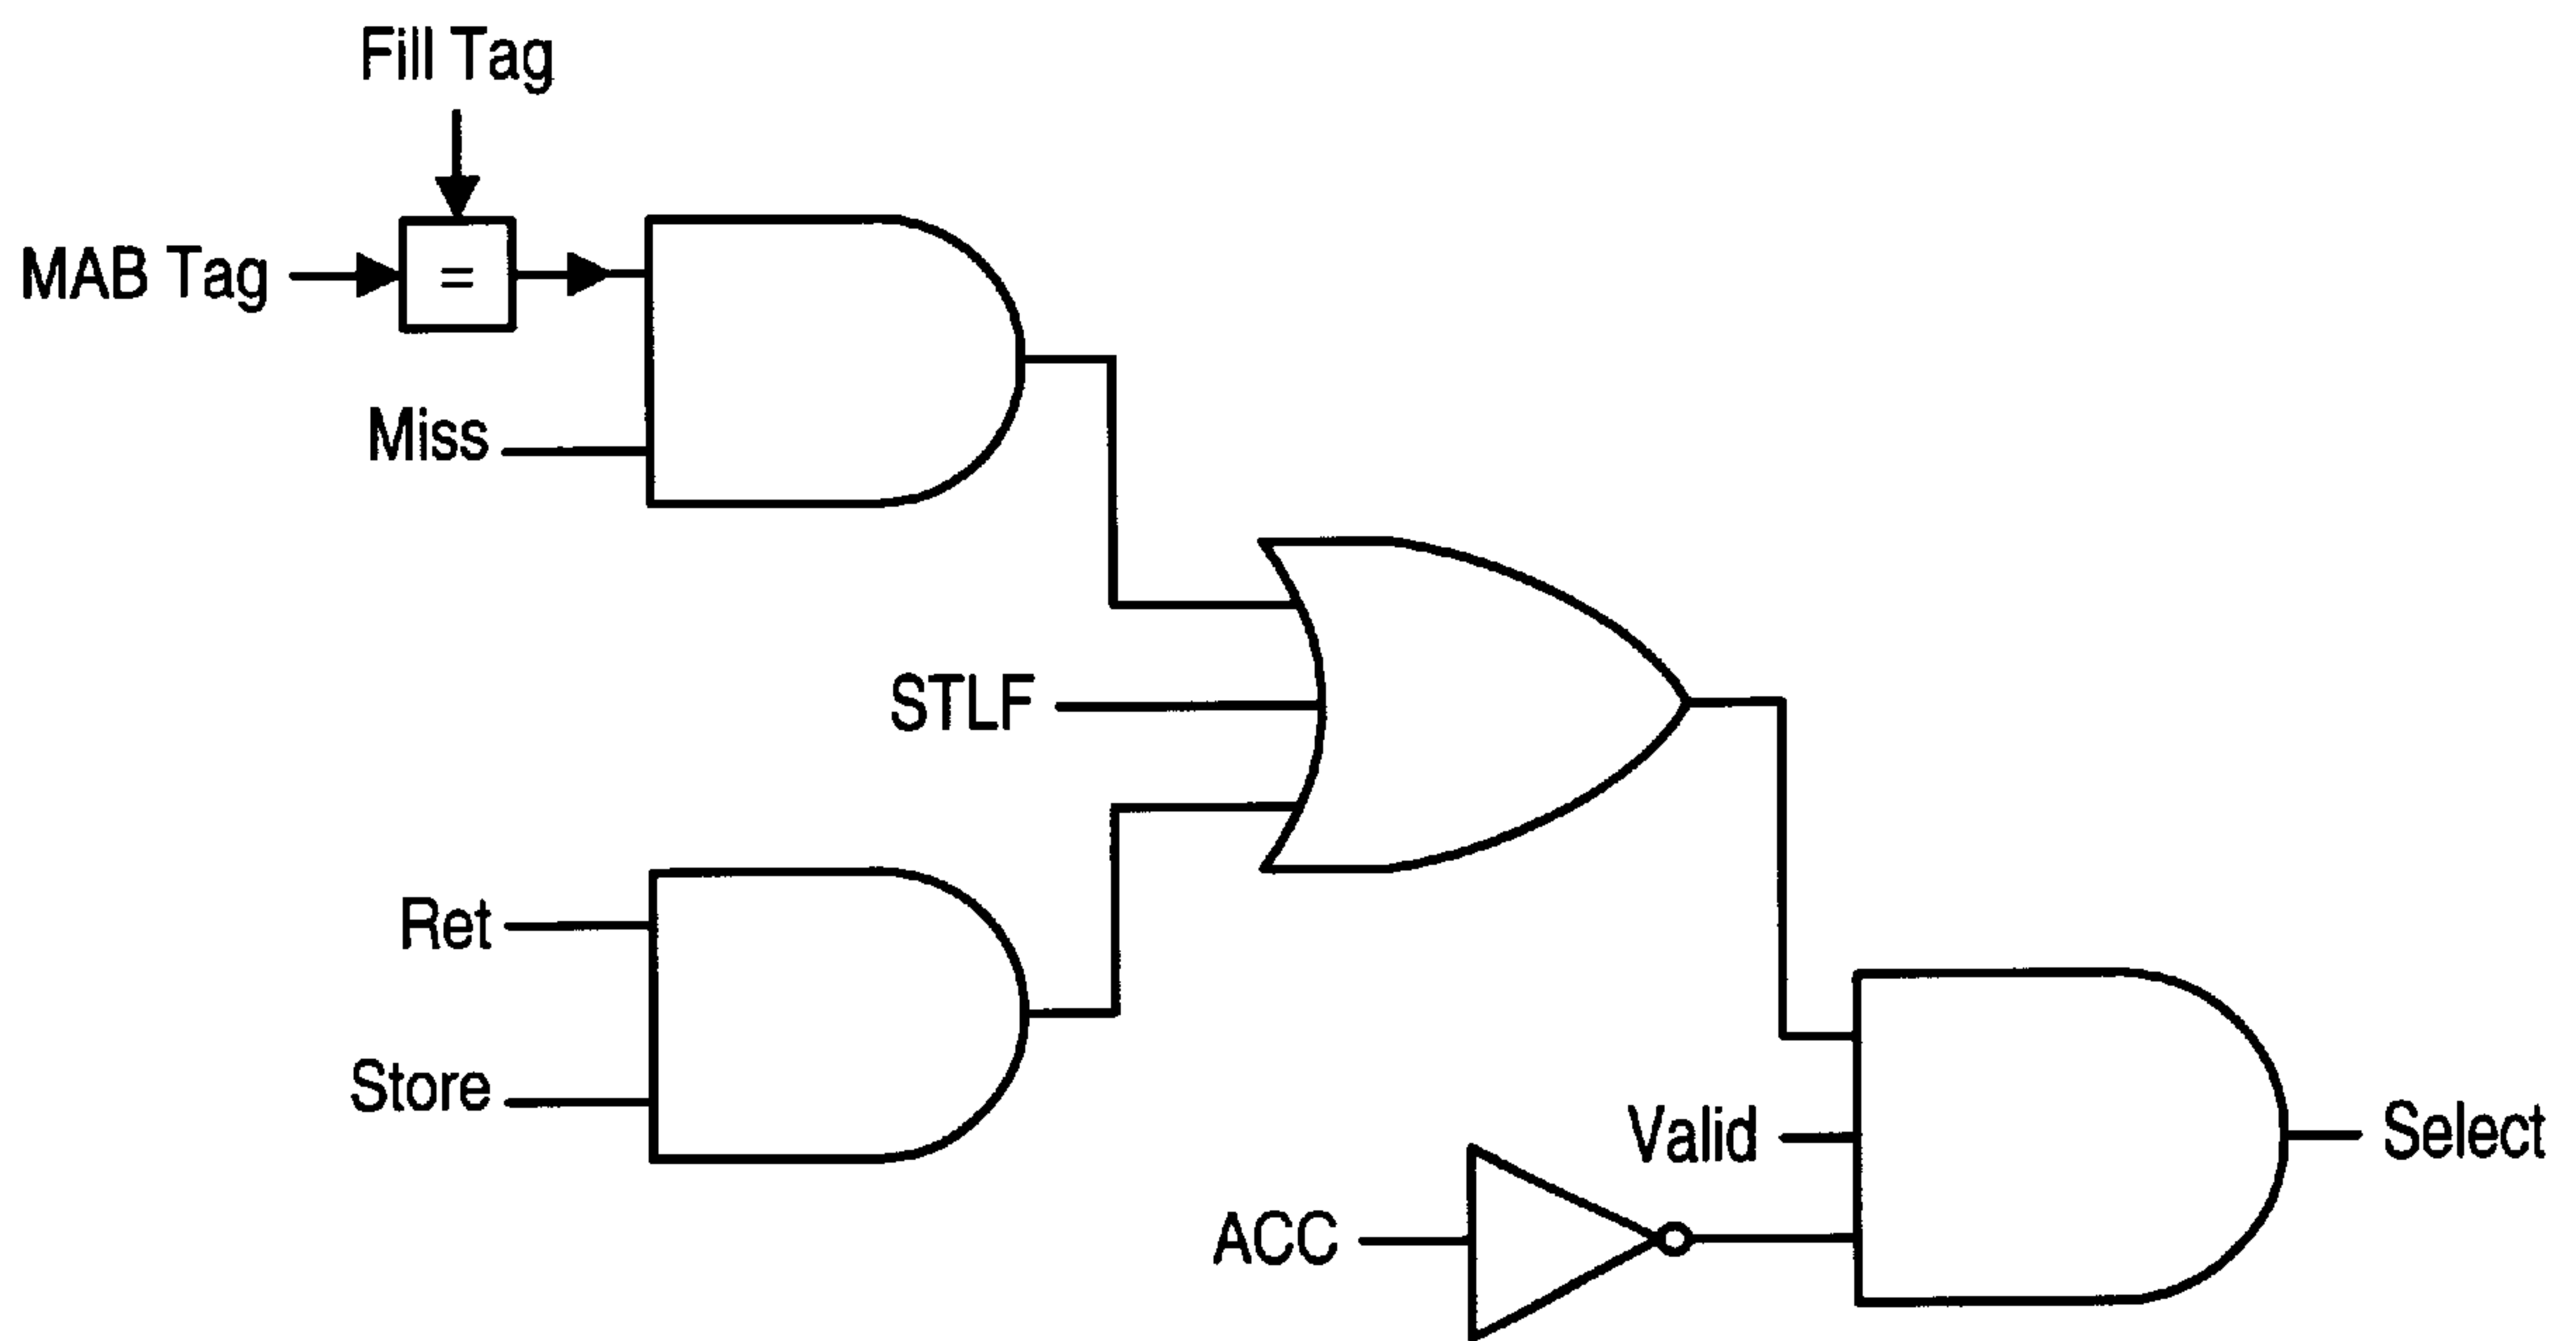 Fill Tag
MAB Tag
=
Miss
STLF
Ret
Store
Valid
Select
ACC